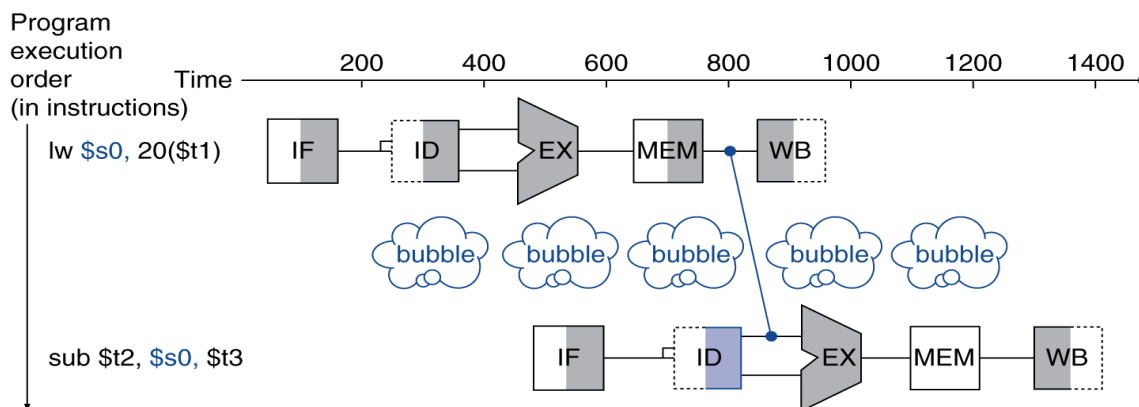 Program
execution
order
(in instructions)
Time
200 400 600 800 1000 1200 1400
lw $s0, 20($t1)
IF ID EX MEM WB
bubble bubble bubble bubble bubble
sub $t2, $s0, $t3
IF ID EX MEM WB